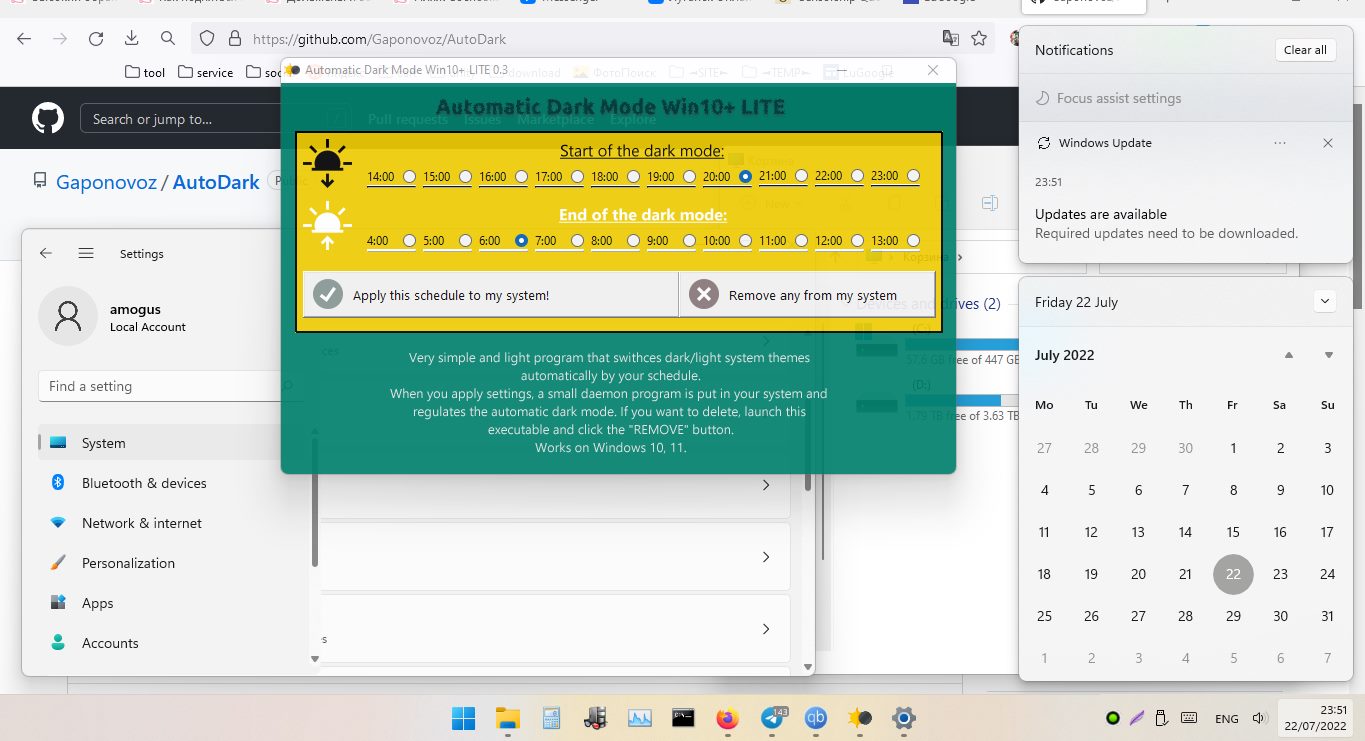 https://github.com/Gaponovoz/AutoDark
tool
service
Automatic Dark Mode Win10+ LITE 0.3
download
ФотоПоиск
LuGoogle
Search or jump to...
Pull requests
Issues
Marketplace
Explore
Gaponovoz / AutoDark
Automatic Dark Mode Win10+ LITE
Start of the dark mode:
14:00 15:00 16:00 17:00 18:00 19:00 20:00 21:00 22:00 23:00
End of the dark mode:
4:00 5:00 6:00 7:00 8:00 9:00 10:00 11:00 12:00 13:00
Apply this schedule to my system!
Remove any from my system
Very simple and light program that swithces dark/light system themes
automatically by your schedule.
When you apply settings, a small daemon program is put in your system and
regulates the automatic dark mode. If you want to delete, launch this
executable and click the "REMOVE" button.
Works on Windows 10, 11.
Корзина
New
Корзина
Devices and drives (2)
(C:)
57.6 GB free of 447 GB
(D:)
1.79 TB free of 3.63 TB
Settings
amogus
Local Account
Find a setting
System
Bluetooth & devices
Network & internet
Personalization
Apps
Accounts
Notifications
Clear all
Focus assist settings
Windows Update
23:51
Updates are available
Required updates need to be downloaded.
Friday 22 July
July 2022
Mo Tu We Th Fr Sa Su
27 28 29 30 1 2 3
4 5 6 7 8 9 10
11 12 13 14 15 16 17
18 19 20 21 22 23 24
25 26 27 28 29 30 31
1 2 3 4 5 6 7
143
qb
ENG
23:51
22/07/2022